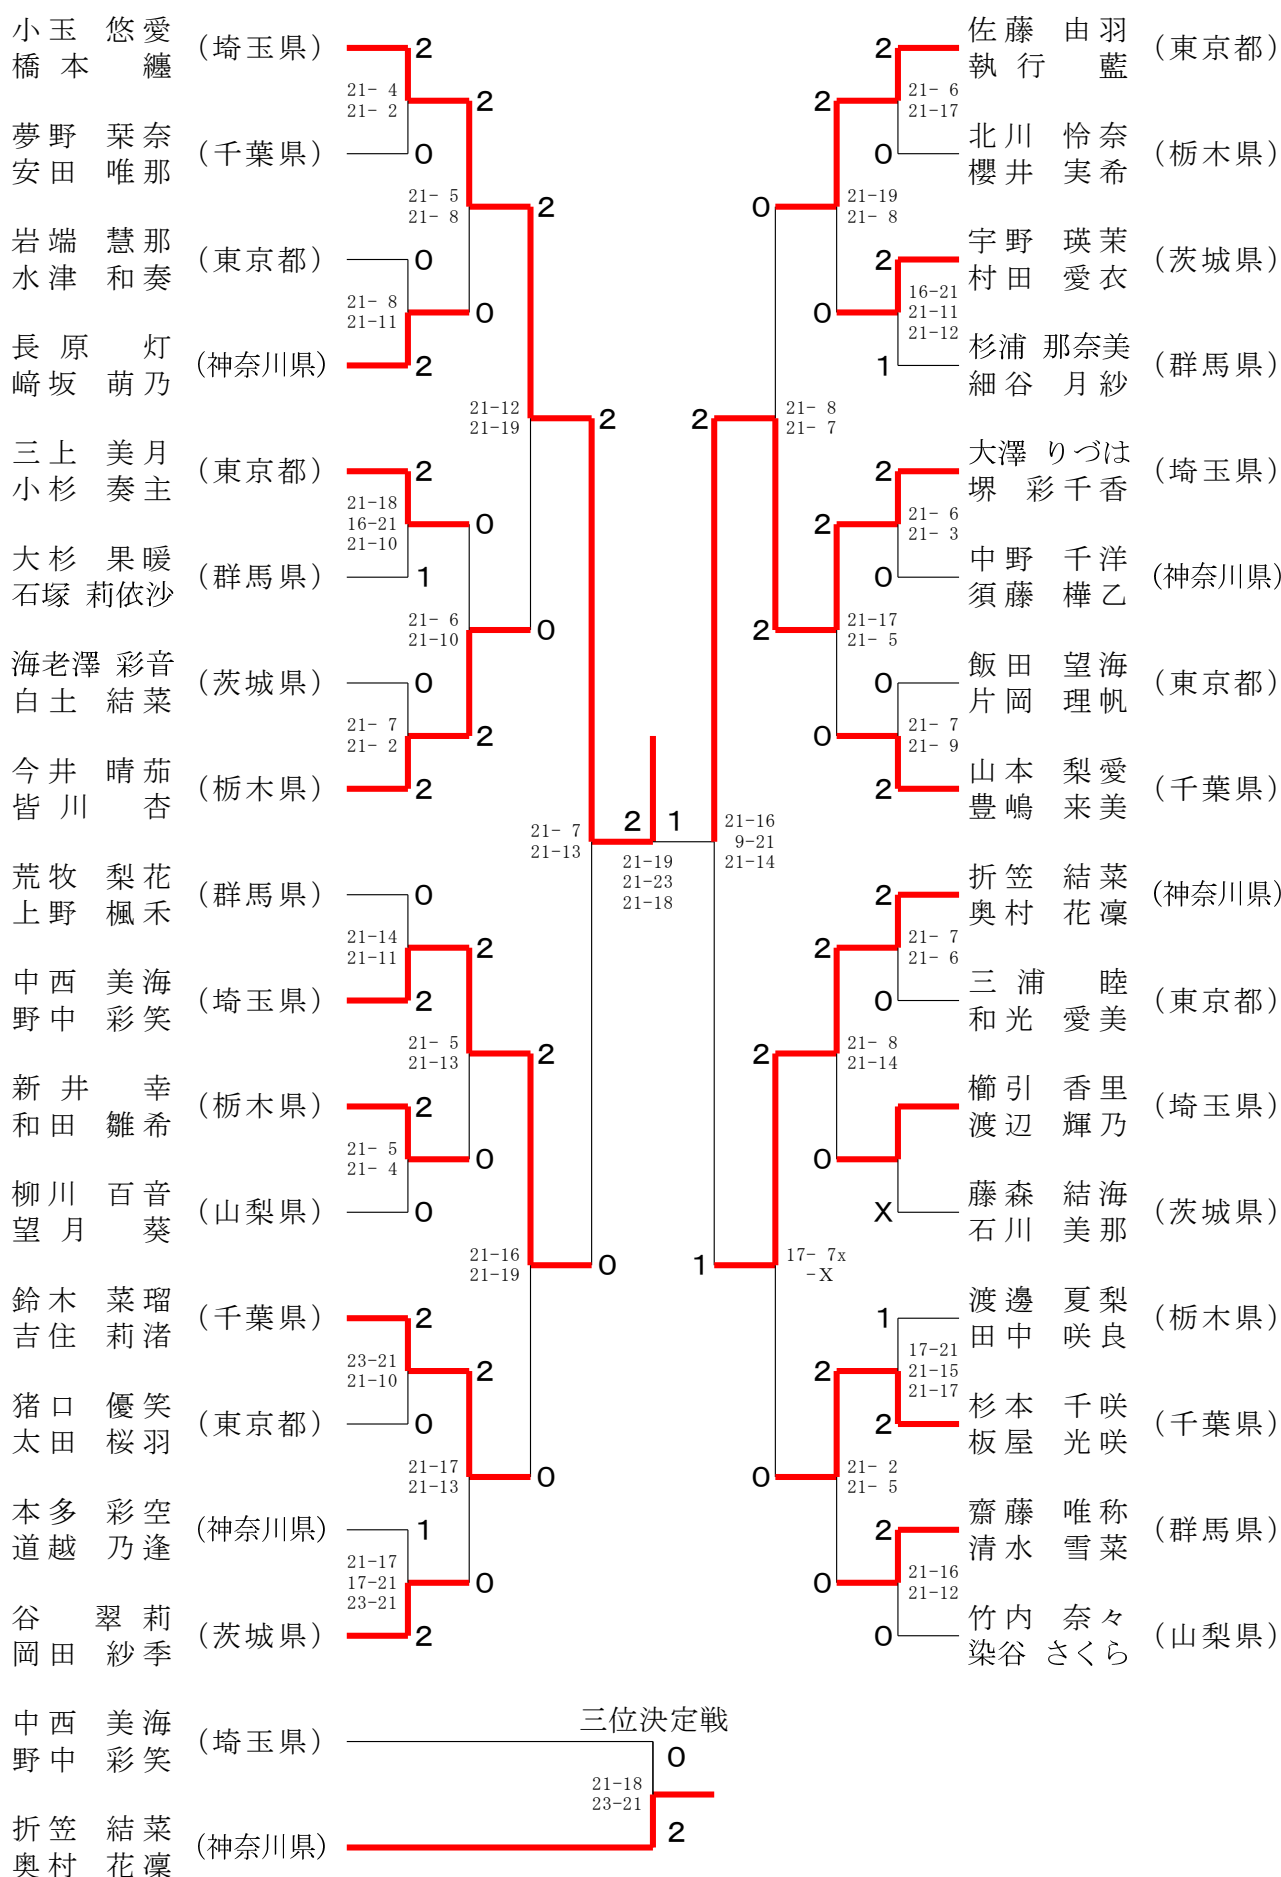 小玉 悠愛
橋本 纏
(埼玉県)
2
21- 4
21- 2
2
夢野 栞奈
安田 唯那
(千葉県)
0
21- 5
21- 8
2
岩端 慧那
水津 和奏
(東京都)
0
21- 8
21-11
0
長原 灯
﨑坂 萌乃
(神奈川県)
2
21-12
21-19
2
三上 美月
小杉 奏主
(東京都)
2
21-18
16-21
21-10
0
大杉 果暖
石塚 莉依沙
(群馬県)
1
21- 6
21-10
0
海老澤 彩音
白土 結菜
(茨城県)
0
21- 7
21- 2
2
今井 晴茄
皆川 杏
(栃木県)
2
21- 7
21-13
荒牧 梨花
上野 楓禾
(群馬県)
0
21-14
21-11
2
中西 美海
野中 彩笑
(埼玉県)
2
21- 5
21-13
2
新井 幸
和田 雛希
(栃木県)
2
21- 5
21- 4
0
柳川 百音
望月 葵
(山梨県)
0
21-16
21-19
0
鈴木 菜瑠
吉住 莉渚
(千葉県)
2
23-21
21-10
2
猪口 優笑
太田 桜羽
(東京都)
0
21-17
21-13
0
本多 彩空
道越 乃逢
(神奈川県)
1
21-17
17-21
23-21
0
谷 翠莉
岡田 紗季
(茨城県)
2
2 1
21-19
21-23
21-18
佐藤 由羽
執行 藍
(東京都)
2
21- 6
21-17
2
北川 怜奈
櫻井 実希
(栃木県)
0
21-19
21- 8
0
宇野 瑛茉
村田 愛衣
(茨城県)
2
16-21
21-11
21-12
0
杉浦 那奈美
細谷 月紗
(群馬県)
1
21- 8
21- 7
2
大澤 りづは
堺 彩千香
(埼玉県)
2
21- 6
21- 3
2
中野 千洋
須藤 樺乙
(神奈川県)
0
21-17
21- 5
2
飯田 望海
片岡 理帆
(東京都)
0
21- 7
21- 9
0
山本 梨愛
豊嶋 来美
(千葉県)
2
21-16
9-21
21-14
折笠 結菜
奥村 花凜
(神奈川県)
2
21- 7
21- 6
2
三浦 睦
和光 愛美
(東京都)
0
21- 8
21-14
2
櫛引 香里
渡辺 輝乃
(埼玉県)
0
藤森 結海
石川 美那
(茨城県)
X
17- 7x
-X
1
渡邊 夏梨
田中 咲良
(栃木県)
1
17-21
21-15
21-17
2
杉本 千咲
板屋 光咲
(千葉県)
2
21- 2
21- 5
0
齋藤 唯称
清水 雪菜
(群馬県)
2
21-16
21-12
0
竹内 奈々
染谷 さくら
(山梨県)
0
三位決定戦
中西 美海
野中 彩笑
(埼玉県)
0
21-18
23-21
折笠 結菜
奥村 花凜
(神奈川県)
2